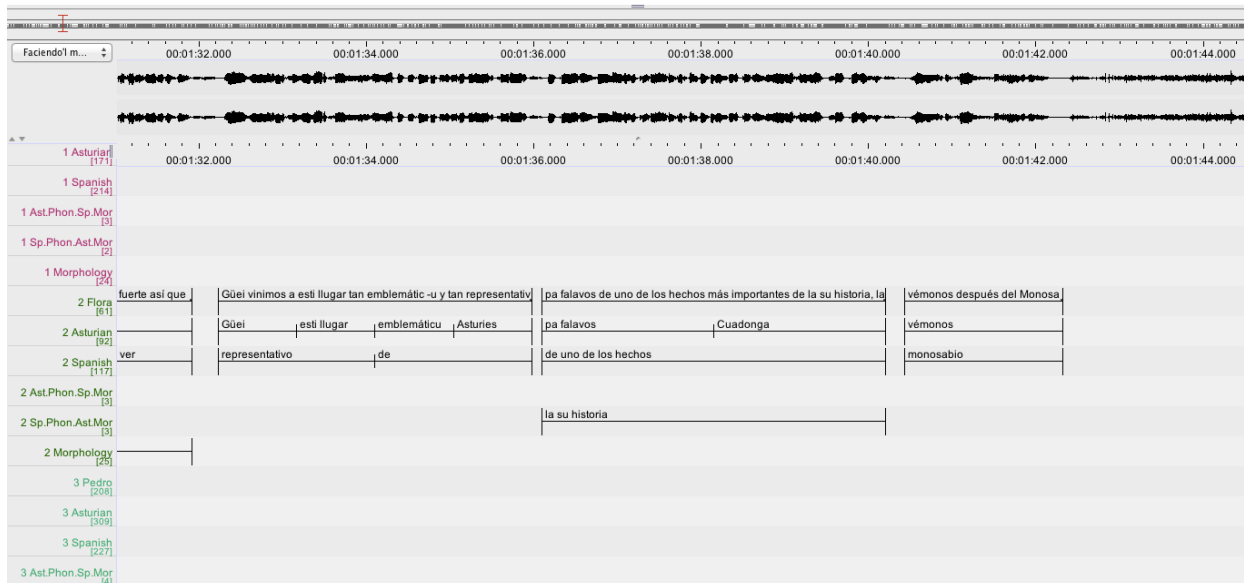 Faciendo'l m...
00:01:32.000 00:01:34.000 00:01:36.000 00:01:38.000 00:01:40.000 00:01:42.000 00:01:44.000
1 Asturian
[171]
00:01:32.000 00:01:34.000 00:01:36.000 00:01:38.000 00:01:40.000 00:01:42.000 00:01:44.000
1 Spanish
[214]
1 Ast.Phon.Sp.Mor
[3]
1 Sp.Phon.Ast.Mor
[2]
1 Morphology
[24]
2 Flora fuerte así que Güei vinimos a esti llugar tan emblemátic -u y tan representativ pa falavos de uno de los hechos más importantes de la su historia, la vémonos después del Monosa
[61]
2 Asturian Güei esti llugar emblemáticu Asturies pa falavos Cuadonga vémonos
[92]
2 Spanish ver representativo de de uno de los hechos monosabio
[117]
2 Ast.Phon.Sp.Mor
[3]
2 Sp.Phon.Ast.Mor la su historia
[3]
2 Morphology
[25]
3 Pedro
[208]
3 Asturian
[309]
3 Spanish
[227]
3 Ast.Phon.Sp.Mor
[4]